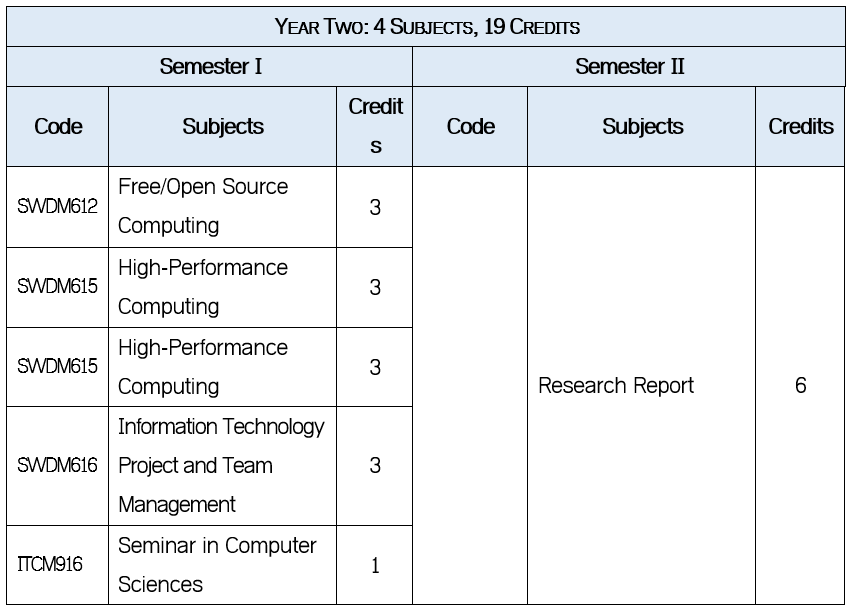 YEAR TWO: 4 SUBJECTS, 19 CREDITS
Semester I
Semester II
Code
Subjects
Credit
s
Code
Subjects
Credits
SWDM612
Free/Open Source
Computing
3
SWDM615
High-Performance
Computing
3
SWDM615
High-Performance
Computing
3
SWDM616
Information Technology
Project and Team
Management
3
ITCM916
Seminar in Computer
Sciences
1
Research Report
6